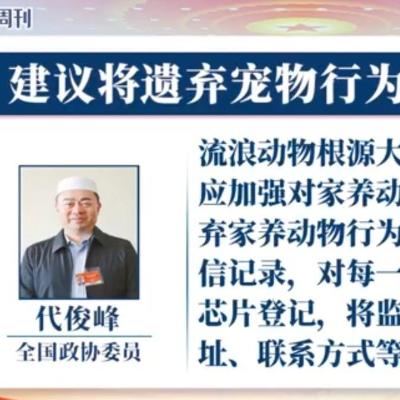 周刊
建议将遗弃宠物行为
流浪动物根源大
应加强对家养动
弃家养动物行为
信记录，对每一
芯片登记，将监
址、联系方式等
代俊峰
全国政协委员